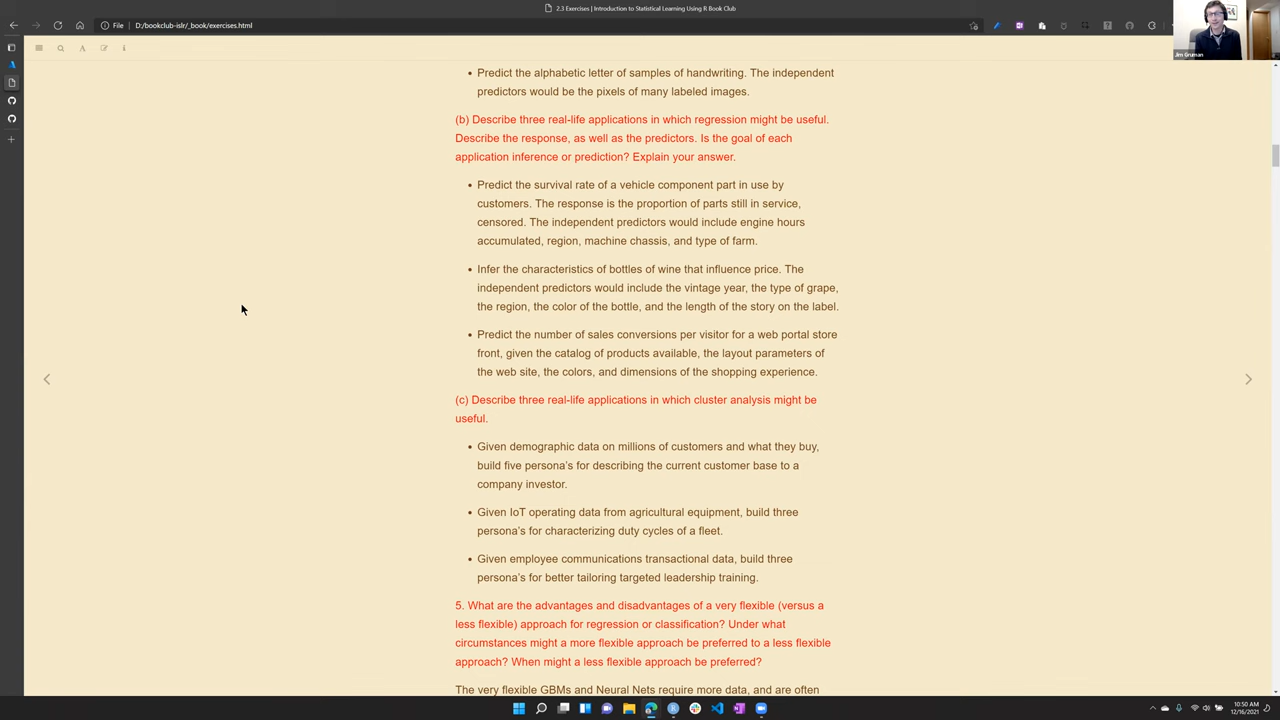 2.3 Exercises | Introduction to Statistical Learning Using R Book Club
File D:/bookclub-islr/_book/exercises.html
Jim Gruman
• Predict the alphabetic letter of samples of handwriting. The independent
predictors would be the pixels of many labeled images.
(b) Describe three real-life applications in which regression might be useful.
Describe the response, as well as the predictors. Is the goal of each
application inference or prediction? Explain your answer.
• Predict the survival rate of a vehicle component part in use by
customers. The response is the proportion of parts still in service,
censored. The independent predictors would include engine hours
accumulated, region, machine chassis, and type of farm.
• Infer the characteristics of bottles of wine that influence price. The
independent predictors would include the vintage year, the type of grape,
the region, the color of the bottle, and the length of the story on the label.
• Predict the number of sales conversions per visitor for a web portal store
front, given the catalog of products available, the layout parameters of
the web site, the colors, and dimensions of the shopping experience.
(c) Describe three real-life applications in which cluster analysis might be
useful.
• Given demographic data on millions of customers and what they buy,
build five persona's for describing the current customer base to a
company investor.
• Given IoT operating data from agricultural equipment, build three
persona's for characterizing duty cycles of a fleet.
• Given employee communications transactional data, build three
persona's for better tailoring targeted leadership training.
5. What are the advantages and disadvantages of a very flexible (versus a
less flexible) approach for regression or classification? Under what
circumstances might a more flexible approach be preferred to a less flexible
approach? When might a less flexible approach be preferred?
The very flexible GBMs and Neural Nets require more data, and are often
10:50 AM
12/16/2021